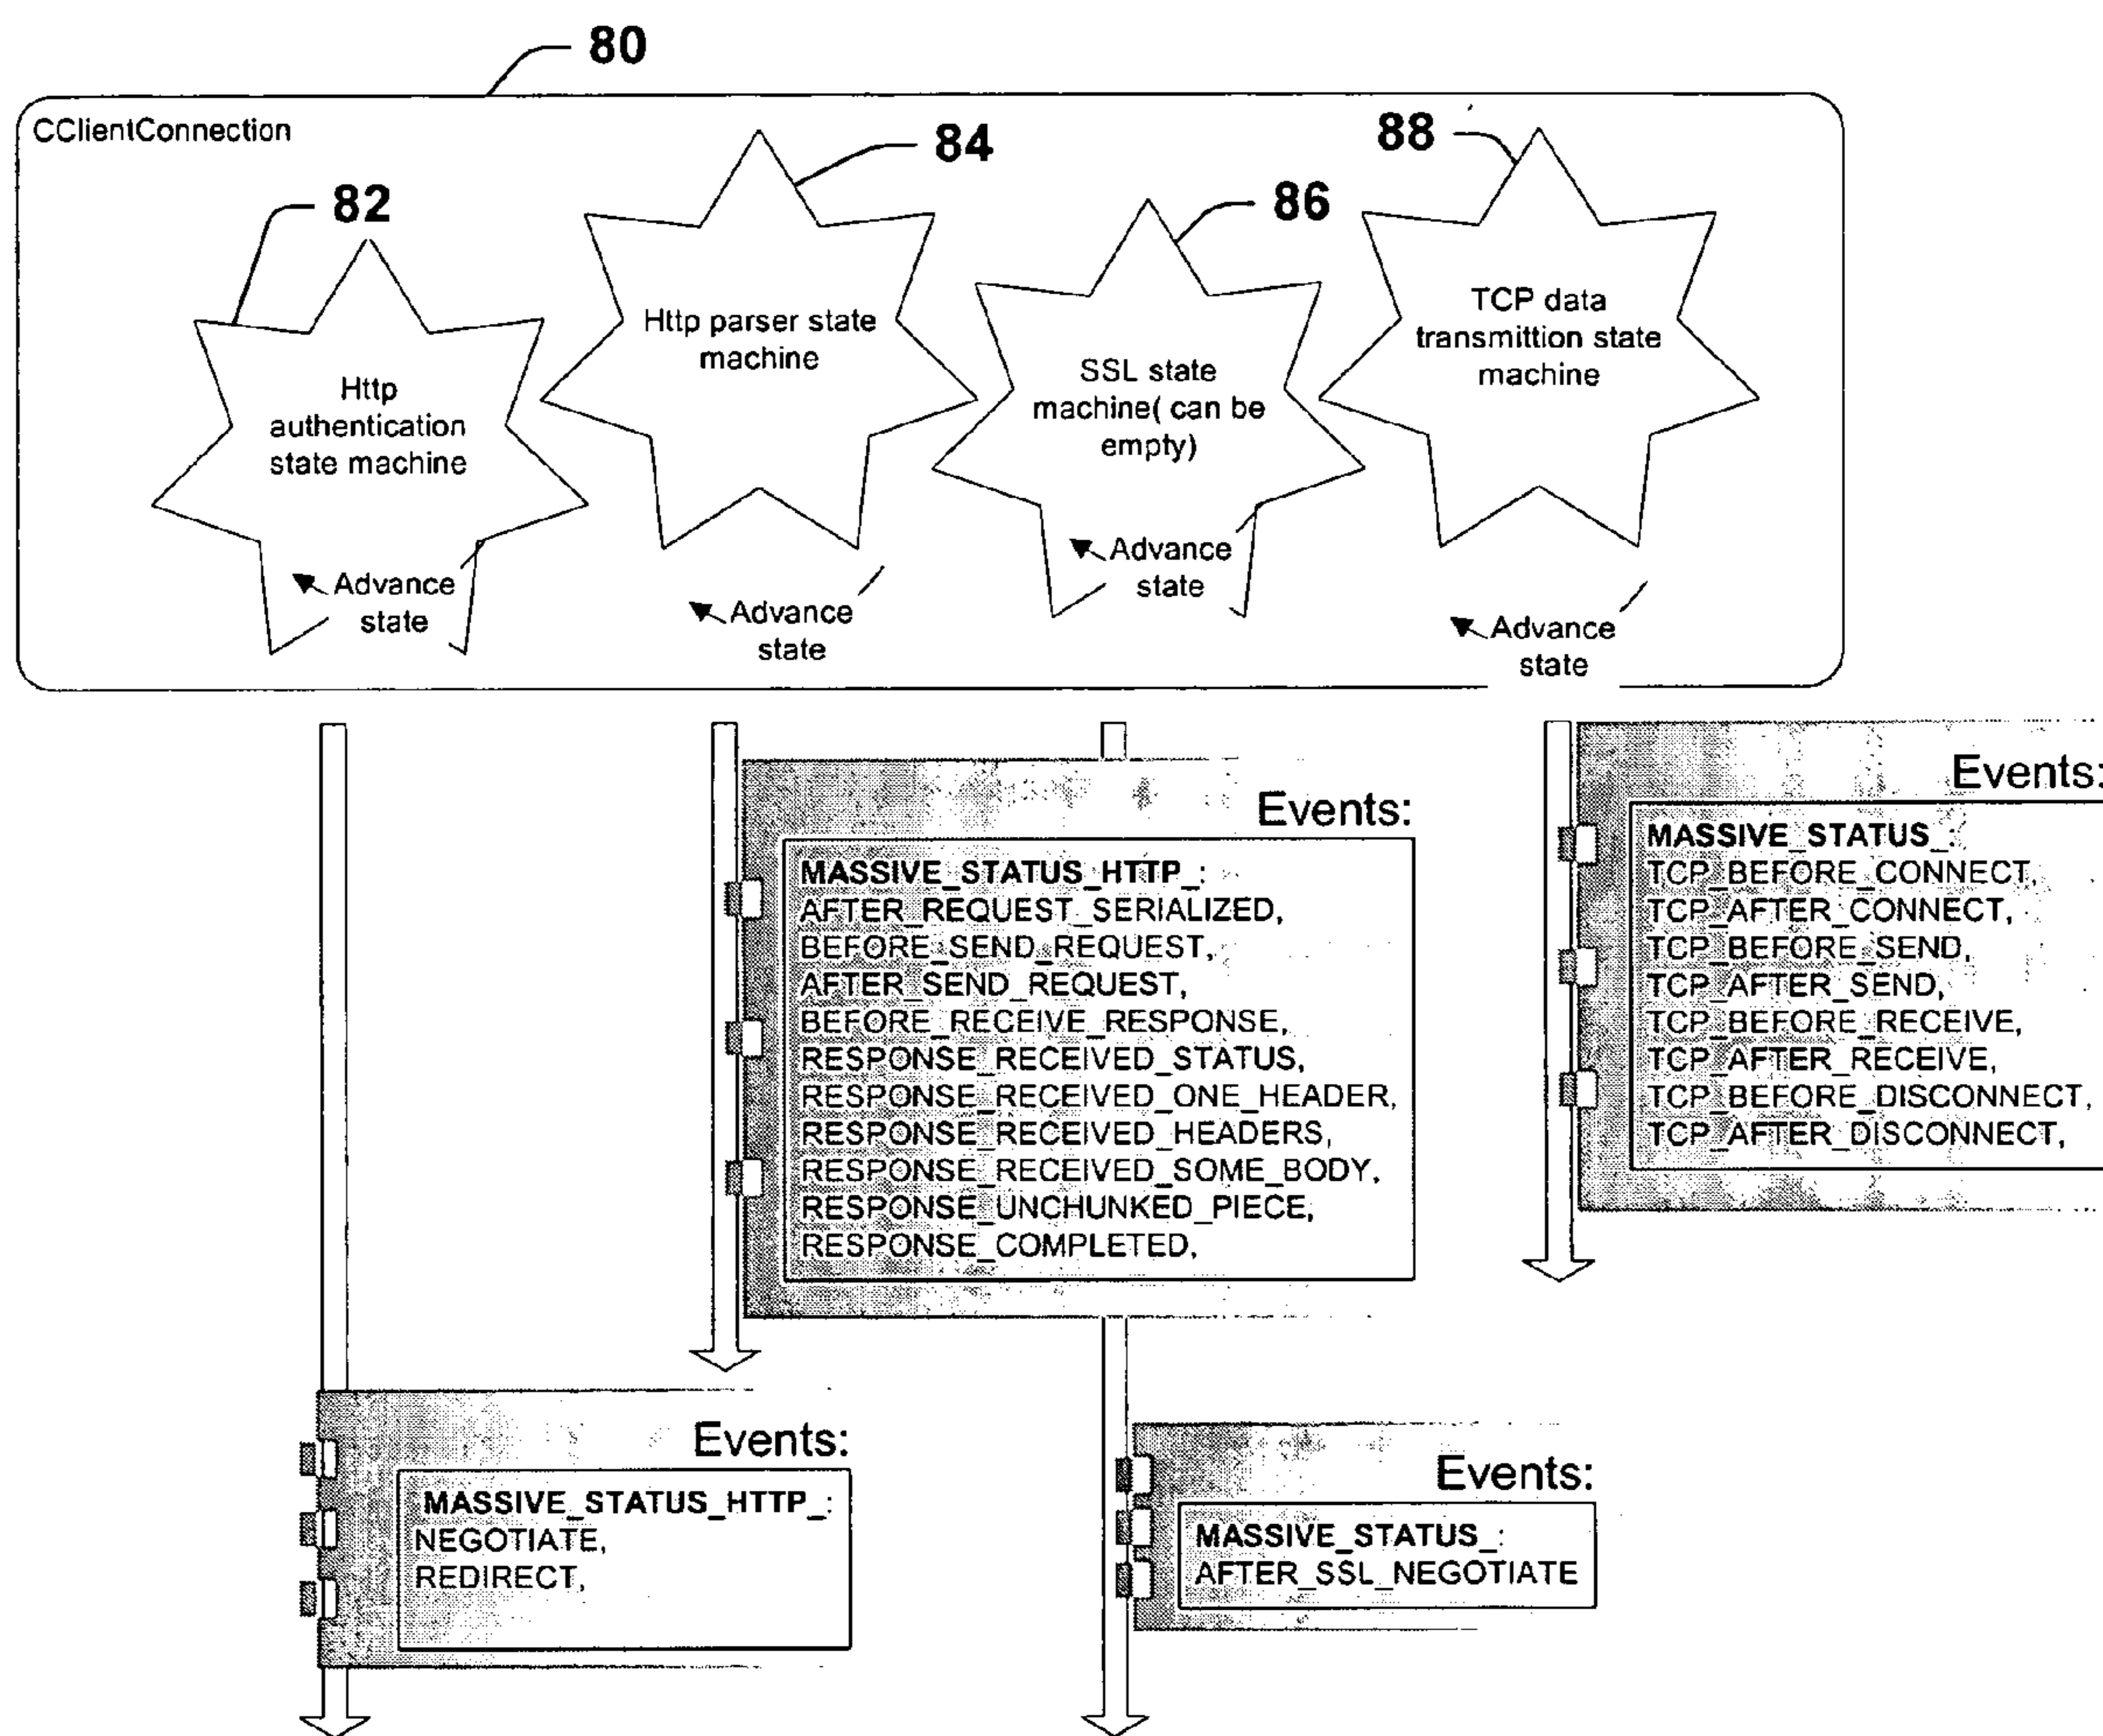 80
CClientConnection
84
88
82
86
Http
authentication
state machine
Http parser state
machine
SSL state
machine( can be
empty)
TCP data
transmittion state
machine
Advance
state
Advance
state
Advance
state
Advance
state
Events:
MASSIVE_STATUS_HTTP_:
AFTER_REQUEST_SERIALIZED,
BEFORE_SEND_REQUEST,
AFTER_SEND_REQUEST,
BEFORE_RECEIVE_RESPONSE,
RESPONSE_RECEIVED_STATUS,
RESPONSE_RECEIVED_ONE_HEADER,
RESPONSE_RECEIVED_HEADERS,
RESPONSE_RECEIVED_SOME_BODY,
RESPONSE_UNCHUNKED_PIECE,
RESPONSE_COMPLETED,
Events:
MASSIVE_STATUS_:
TCP_BEFORE_CONNECT,
TCP_AFTER_CONNECT,
TCP_BEFORE_SEND,
TCP_AFTER_SEND,
TCP_BEFORE_RECEIVE,
TCP_AFTER_RECEIVE,
TCP_BEFORE_DISCONNECT,
TCP_AFTER_DISCONNECT,
Events:
MASSIVE_STATUS_HTTP_:
NEGOTIATE,
REDIRECT,
Events:
MASSIVE_STATUS_:
AFTER_SSL_NEGOTIATE